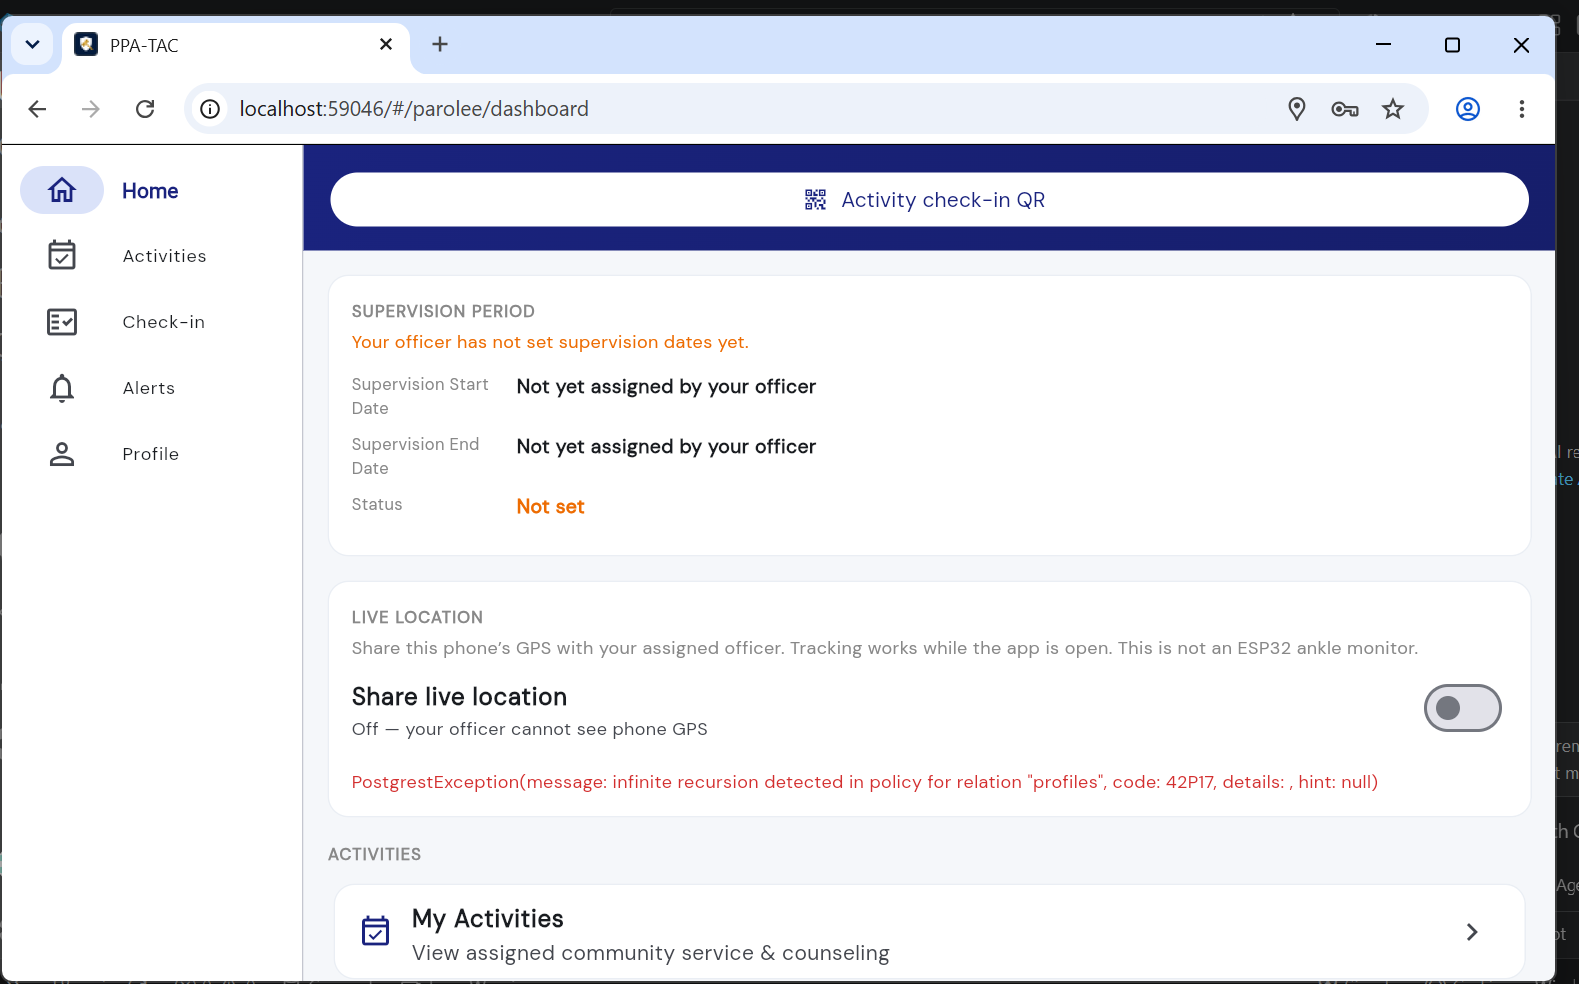 PPA-TAC
localhost:59046/#/parolee/dashboard
Home
Activities
Check-in
Alerts
Profile
Activity check-in QR
SUPERVISION PERIOD
Your officer has not set supervision dates yet.
Supervision Start
Date
Not yet assigned by your officer
Supervision End
Date
Not yet assigned by your officer
Status
Not set
LIVE LOCATION
Share this phone’s GPS with your assigned officer. Tracking works while the app is open. This is not an ESP32 ankle monitor.
Share live location
Off — your officer cannot see phone GPS
PostgrestException(message: infinite recursion detected in policy for relation "profiles", code: 42P17, details: , hint: null)
ACTIVITIES
My Activities
View assigned community service & counseling